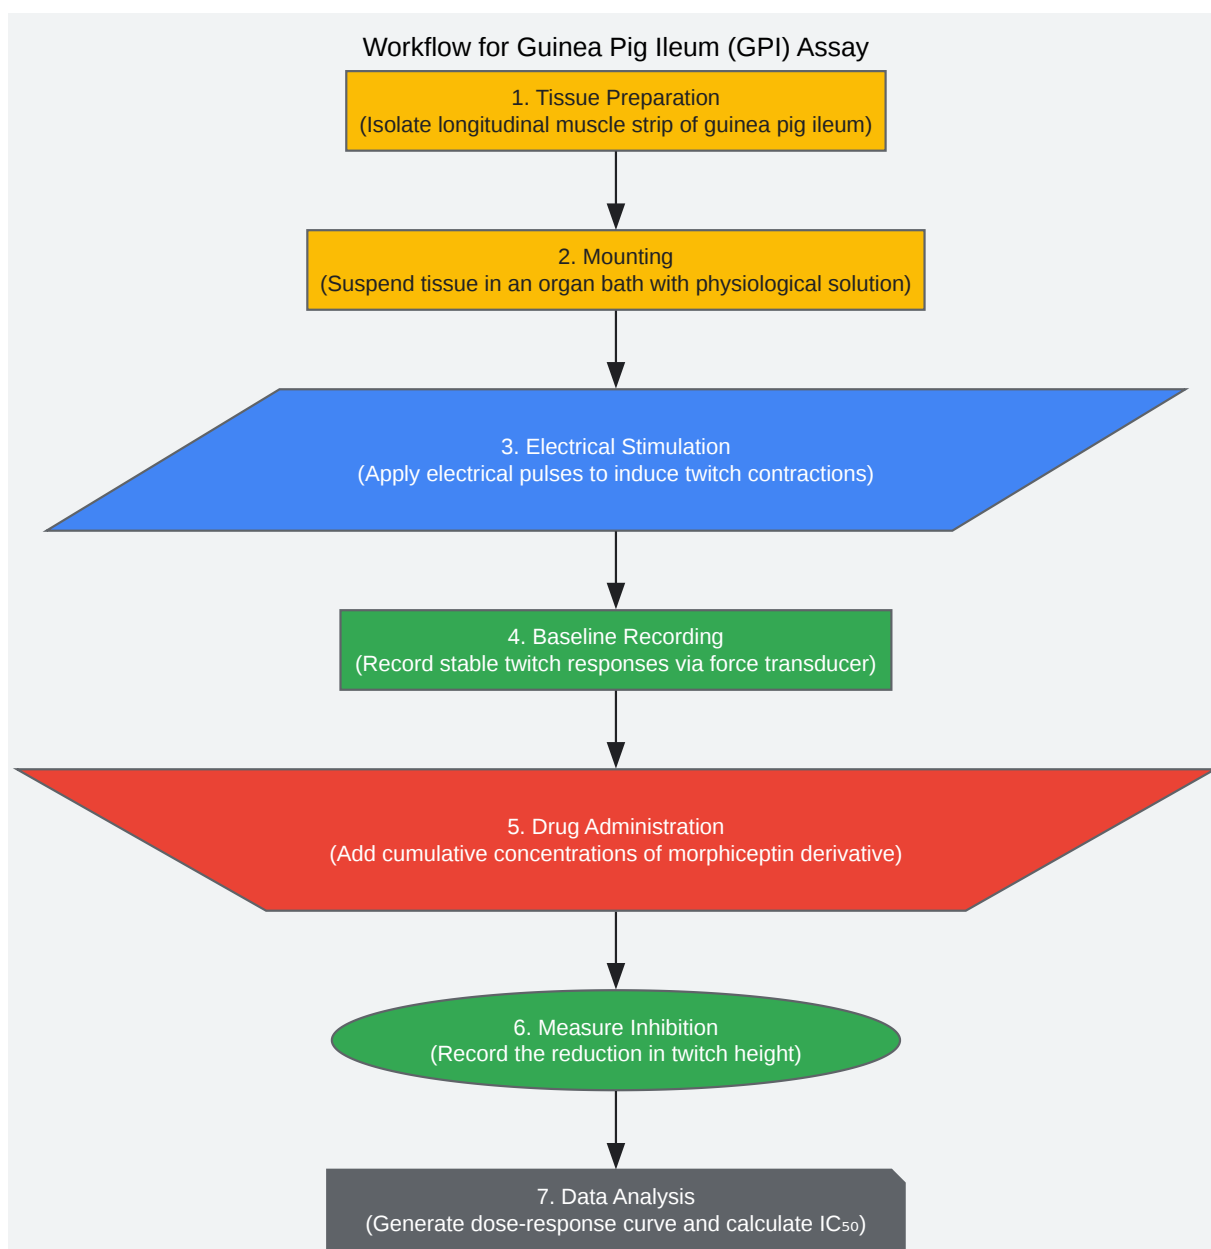 Workflow for Guinea Pig Ileum (GPI) Assay
1. Tissue Preparation
(Isolate longitudinal muscle strip of guinea pig ileum)
2. Mounting
(Suspend tissue in an organ bath with physiological solution)
3. Electrical Stimulation
(Apply electrical pulses to induce twitch contractions)
4. Baseline Recording
(Record stable twitch responses via force transducer)
5. Drug Administration
(Add cumulative concentrations of morphiceptin derivative)
6. Measure Inhibition
(Record the reduction in twitch height)
7. Data Analysis
(Generate dose-response curve and calculate IC₅₀)